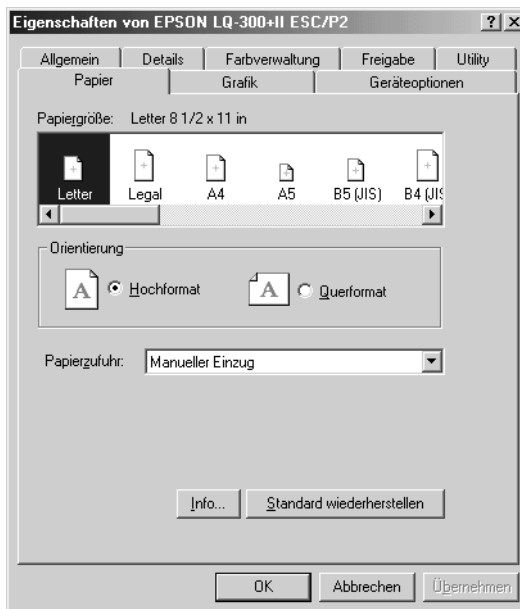 Eigenschaften von EPSON LQ-300+II ESC/P2
Allgemein Details Farbverwaltung Freigabe Utility
Papier Grafik Geräteoptionen
Papiergröße: Letter 8 1/2 x 11 in
Letter Legal A4 A5 B5 (JIS) B4 (JIS
Orientierung
A Hochformat A Querformat
Papierzufuhr: Manueller Einzug
Info... Standard wiederherstellen
OK Abbrechen Übernehmen